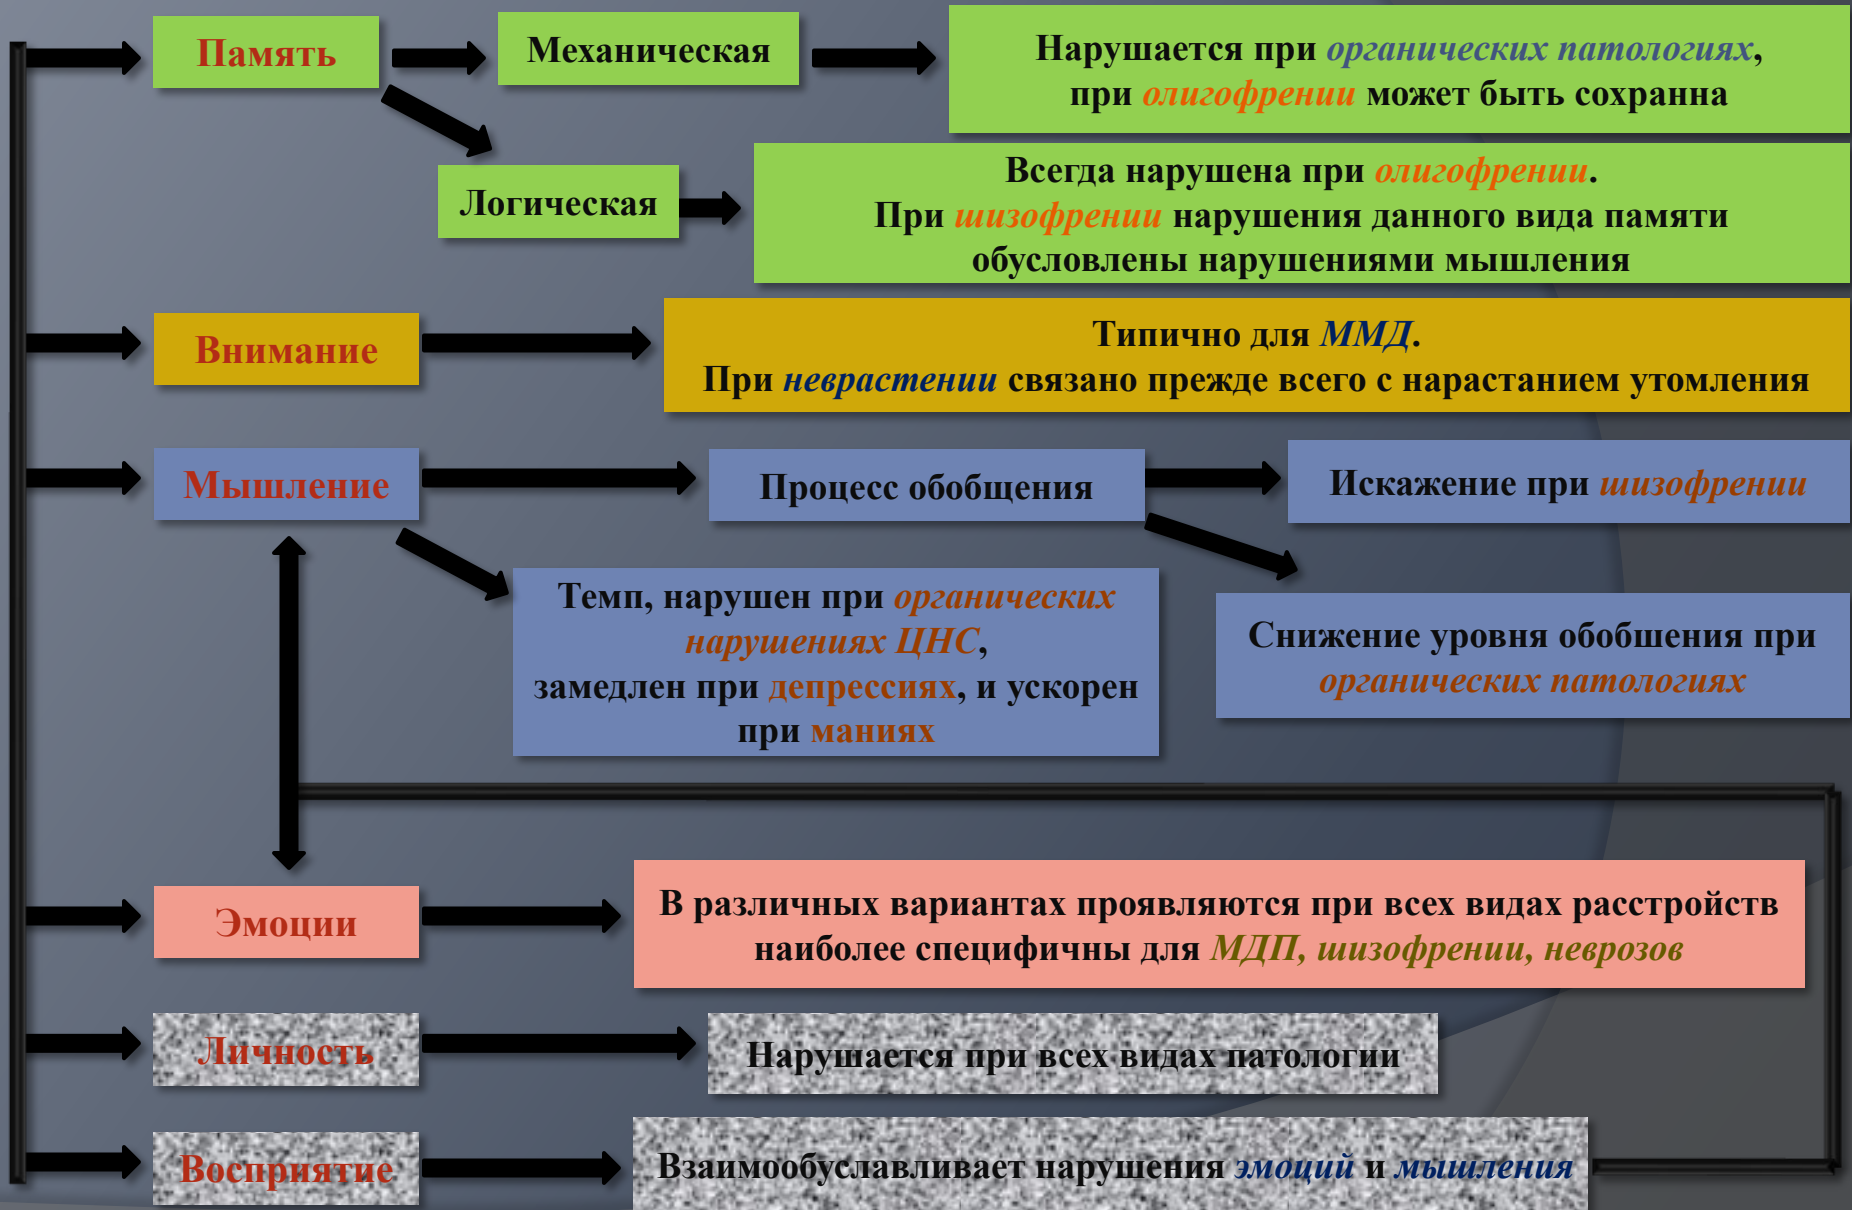 Память
Механическая
Нарушается при органических патологиях,
при олигофрении может быть сохранна
Логическая
Всегда нарушена при олигофрении.
При шизофрении нарушения данного вида памяти
обусловлены нарушениями мышления
Внимание
Типично для ММД.
При неврастении связано прежде всего с нарастанием утомления
Мышление
Процесс обобщения
Искажение при шизофрении
Темп, нарушен при органических
нарушениях ЦНС,
замедлен при депрессиях, и ускорен
при маниях
Снижение уровня обобшения при
органических патологиях
Эмоции
В различных вариантах проявляются при всех видах расстройств
наиболее специфичны для МДП, шизофрении, неврозов
Личность
Нарушается при всех видах патологии
Восприятие
Взаимообуславливает нарушения эмоций и мышления